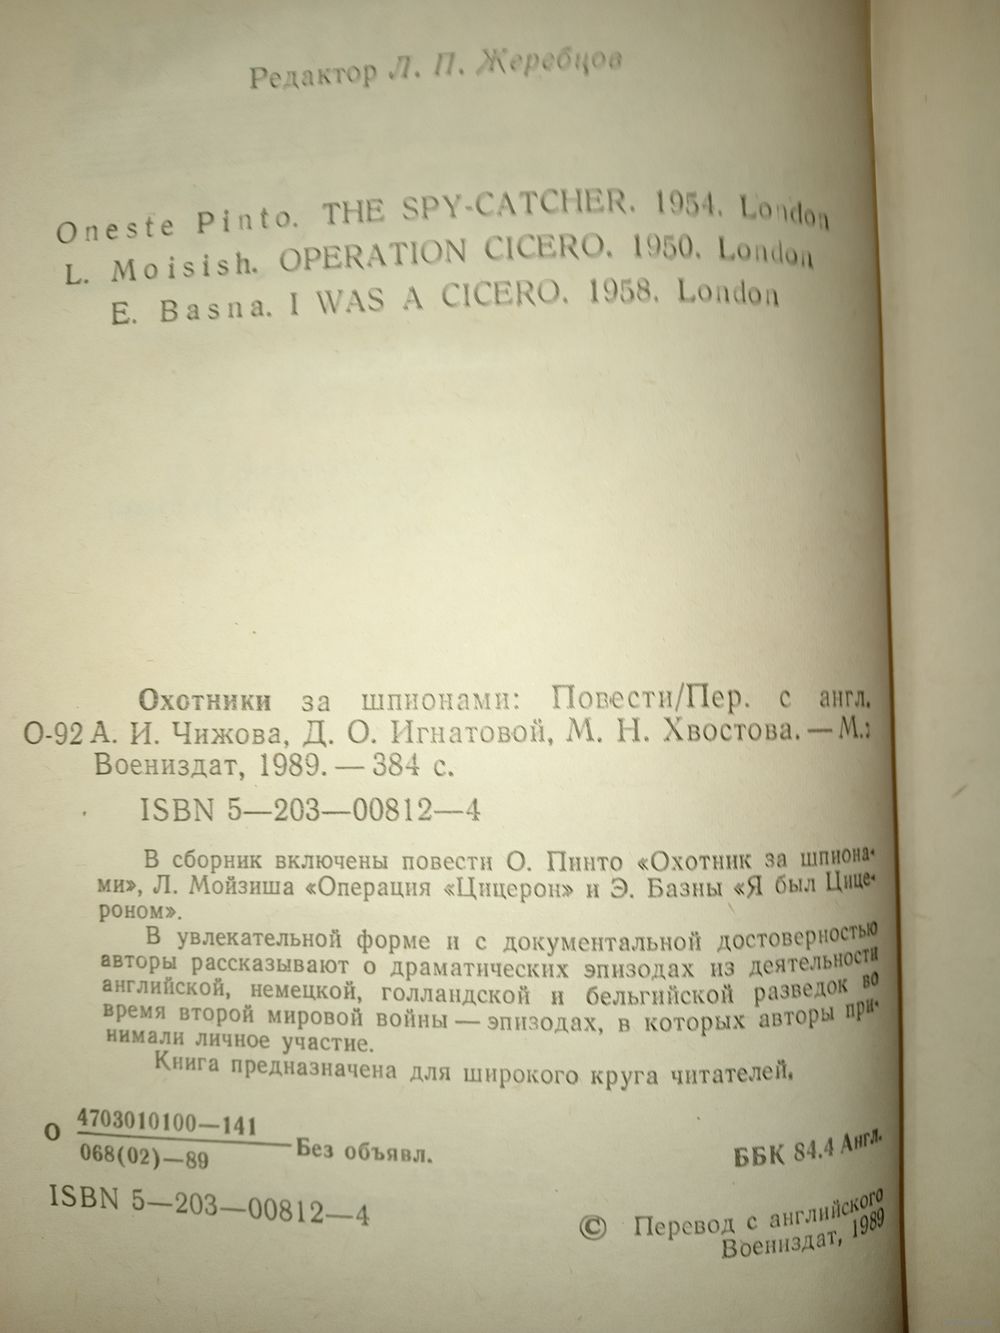 Редактор Л. П. Жеребцов
Oneste Pinto. THE SPY-CATCHER. 1954. London
L. Moisish. OPERATION CICERO. 1950. London
E. Basna. I WAS A CICERO. 1958. London
Охотники за шпионами: Повести/Пер. с англ.
О-92 А. И. Чижова, Д. О. Игнатовой, М. Н. Хвостова. — М.:
Воениздат, 1989. — 384 с.
ISBN 5—203—00812—4
В сборник включены повести О. Пинто «Охотник за шпиона-
ми», Л. Мойзиша «Операция «Цицерон» и Э. Базны «Я был Цице-
роном».
В увлекательной форме и с документальной достоверностью
авторы рассказывают о драматических эпизодах из деятельности
английской, немецкой, голландской и бельгийской разведок во
время второй мировой войны — эпизодах, в которых авторы при-
нимали личное участие.
Книга предназначена для широкого круга читателей.
О 4703010100—141
068(02)—89 Без объявл.
ББК 84.4 Англ.
ISBN 5—203—00812—4
© Перевод с английского
Воениздат, 1989